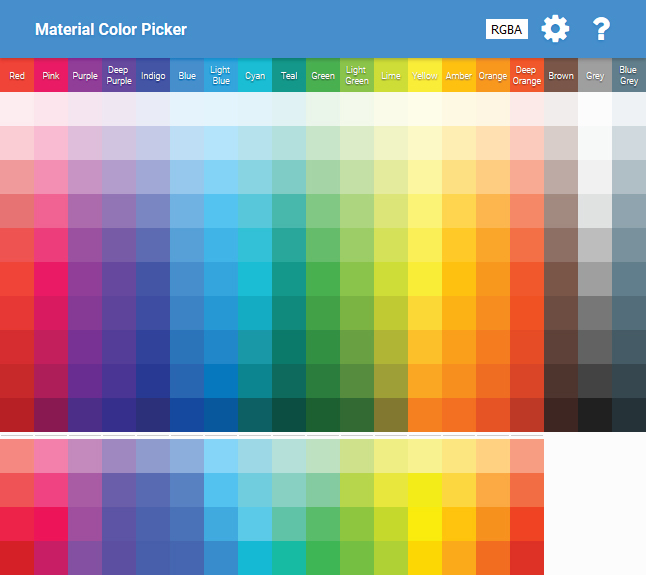 Material Color Picker
RGBA
?
Red
Pink
Purple
Deep
Purple
Indigo
Blue
Light
Blue
Cyan
Teal
Green
Light
Green
Lime
Yellow
Amber
Orange
Deep
Orange
Brown
Grey
Blue
Grey